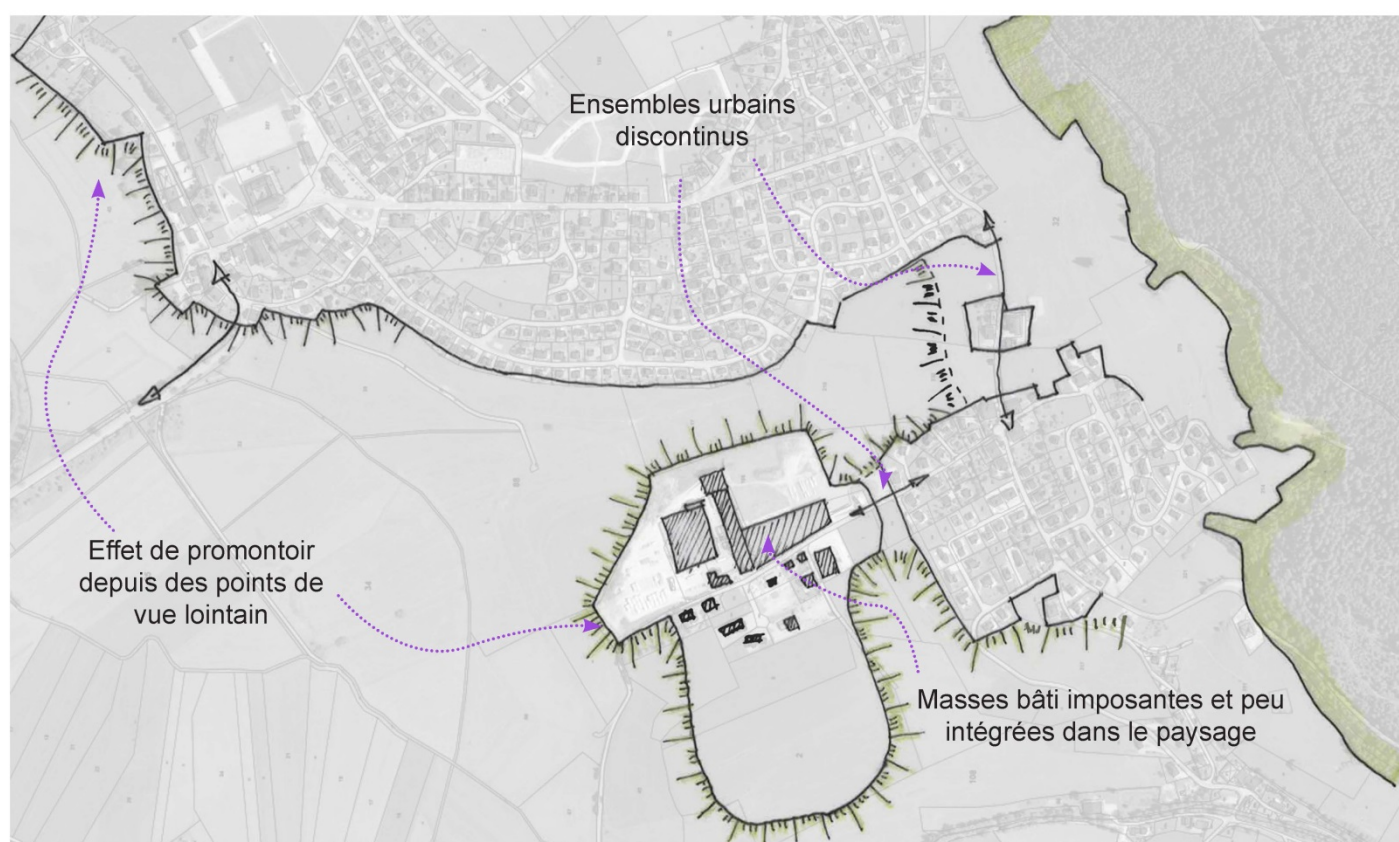 Ensembles urbains
discontinus
Effet de promontoir
depuis des points de
vue lointain
Masses bâti imposantes et peu
intégrées dans le paysage